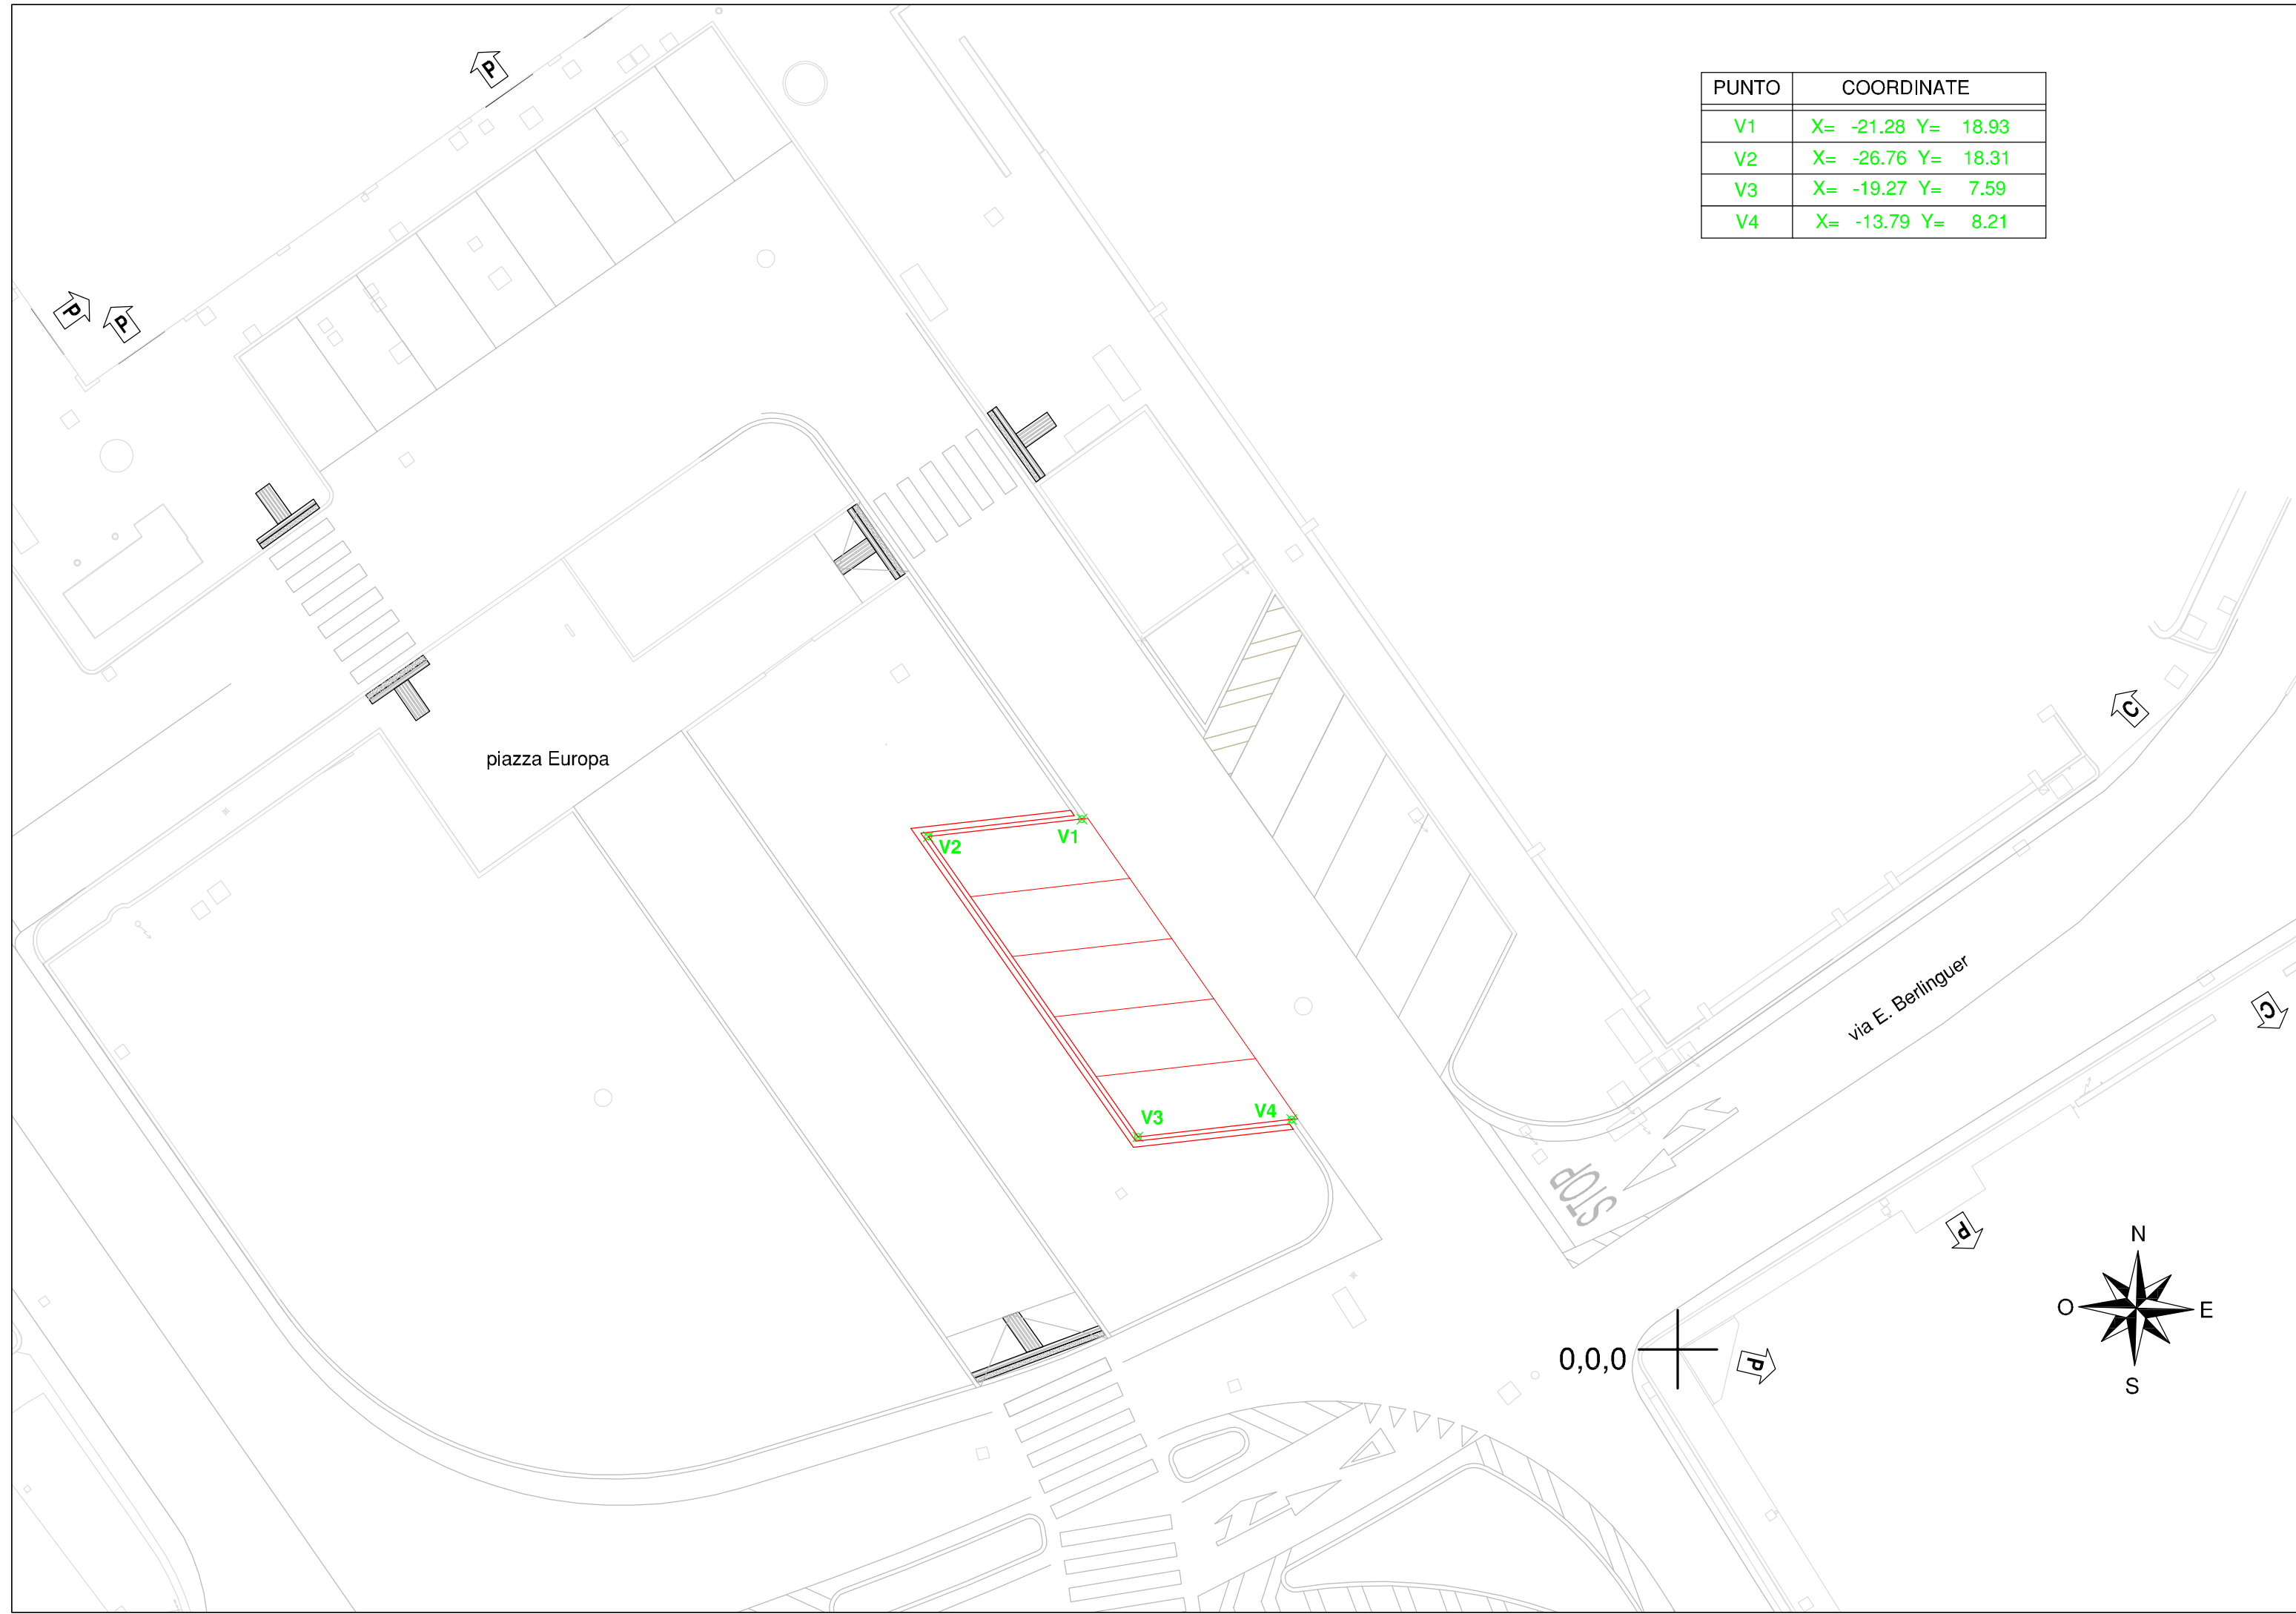 P
PUNTO COORDINATE
V1 X= -21.28 Y= 18.93
V2 X= -26.76 Y= 18.31
V3 X= -19.27 Y= 7.59
V4 X= -13.79 Y= 8.21
P
P
C
piazza Europa
V1
V2
via E. Berlinguer
C
V3
V4
STOP
P
N
O
E
S
0,0,0
P